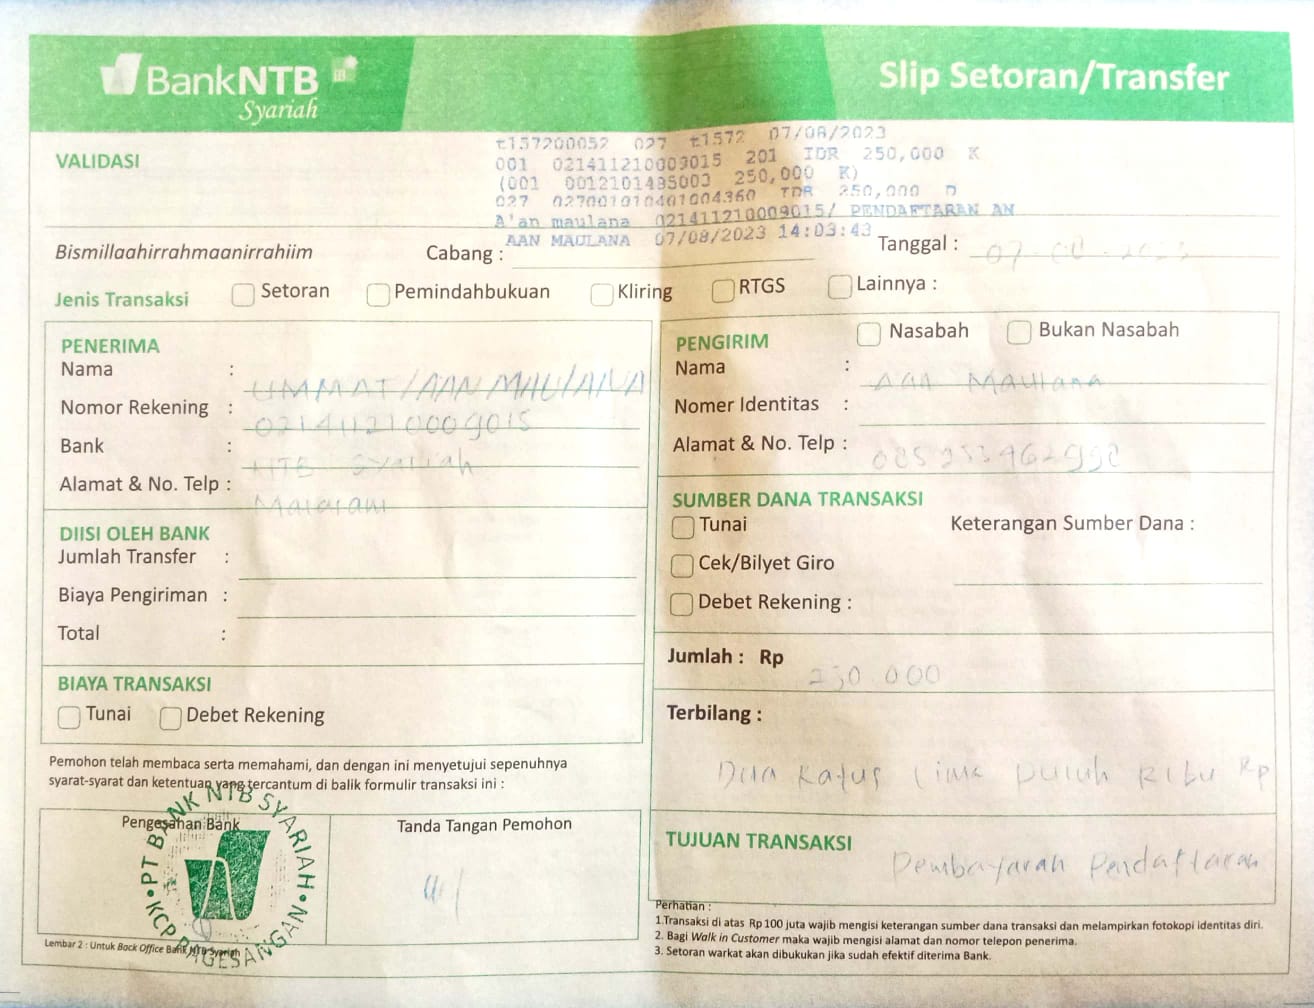 BankNTB
Syariah
Slip Setoran/Transfer
VALIDASI
t157200052 027 t1572 07/08/2023
001 021411210009015 201 IDR 250,000 K
(001 0012101485003 250,000 K)
027 027001010401004360 IDR 250,000 D
A'an maulana 021411210009015/ PENDAFTARAN AN
AAN MAULANA 07/08/2023 14:03:43
Bismillaahirrahmaanirrahiim
Cabang :
Tanggal : 07-08-2023
Jenis Transaksi
Setoran
Pemindahbukuan
Kliring
RTGS
Lainnya :
PENERIMA
Nama : UMMAT/AAN MAULANA
Nomor Rekening : 021411210009015
Bank : NTB Syariah
Alamat & No. Telp : Mataram
PENGIRIM
Nasabah
Bukan Nasabah
Nama : AAn Maulana
Nomer Identitas :
Alamat & No. Telp :
DIISI OLEH BANK
Jumlah Transfer :
Biaya Pengiriman :
Total :
SUMBER DANA TRANSAKSI
Tunai
Keterangan Sumber Dana :
Cek/Bilyet Giro
Debet Rekening :
BIAYA TRANSAKSI
Tunai
Debet Rekening
Jumlah : Rp 250.000
Terbilang :
Dua Ratus Lima Puluh Ribu Rp
Pemohon telah membaca serta memahami, dan dengan ini menyetujui sepenuhnya
syarat-syarat dan ketentuan yang tercantum di balik formulir transaksi ini :
Pengesahan Bank
Tanda Tangan Pemohon
PT BANK NTB SYARIAH
KCP PAGESANGAN
Lembar 2 : Untuk Back Office Bank NTB Syariah
TUJUAN TRANSAKSI
Pembayaran Pendaftaran
Perhatian :
1.Transaksi di atas Rp 100 juta wajib mengisi keterangan sumber dana transaksi dan melampirkan fotokopi identitas diri.
2. Bagi Walk in Customer maka wajib mengisi alamat dan nomor telepon penerima.
3. Setoran warkat akan dibukukan jika sudah efektif diterima Bank.